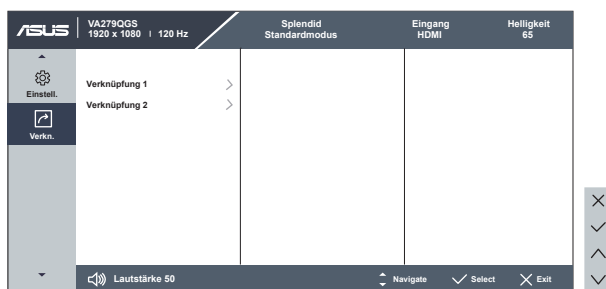 ASUS
VA279QGS
1920 x 1080 | 120 Hz
Splendid
Standardmodus
Eingang
HDMI
Helligkeit
65
Einstell.
Verkn.
Verknüpfung 1
Verknüpfung 2
Lautstärke 50
Navigate
Select
Exit